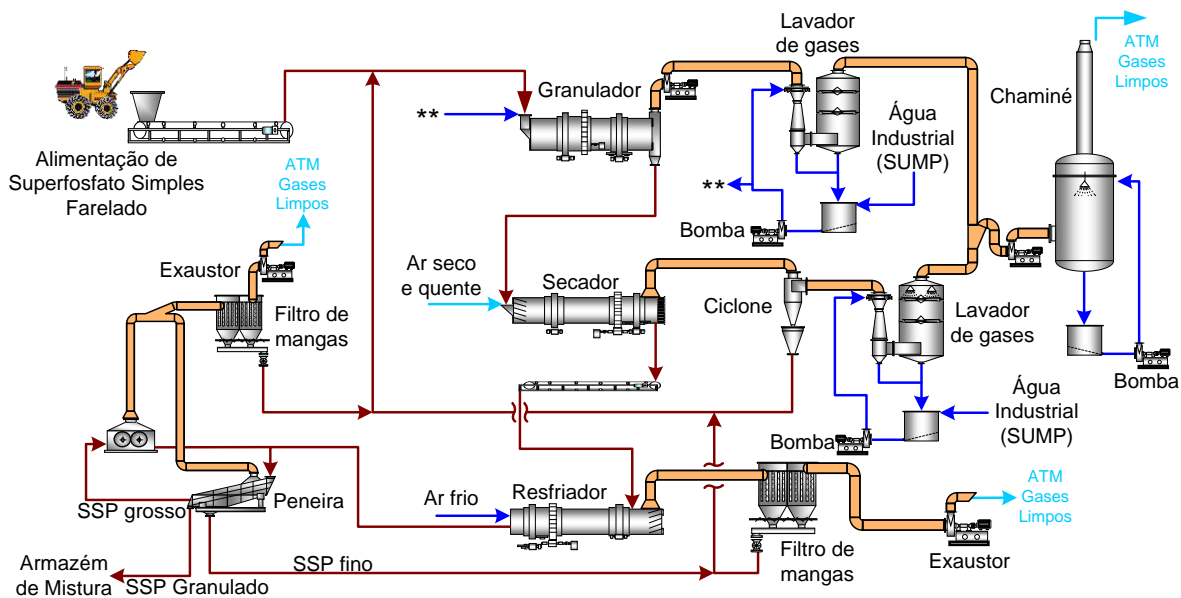 Lavador
de gases
ATM
Gases
Limpos
Granulador
Chaminé
**
Água
Industrial
(SUMP)
Alimentação de
Superfosfato Simples
Farelado
ATM
Gases
Limpos
**
Bomba
Exaustor
Ar seco
e quente
Secador
Ciclone
Filtro de
mangas
Lavador
de gases
Bomba
Água
Industrial
(SUMP)
Bomba
Peneira
SSP grosso
Ar frio
Resfriador
ATM
Gases
Limpos
Filtro de
mangas
Exaustor
SSP fino
Armazém
de Mistura
SSP Granulado